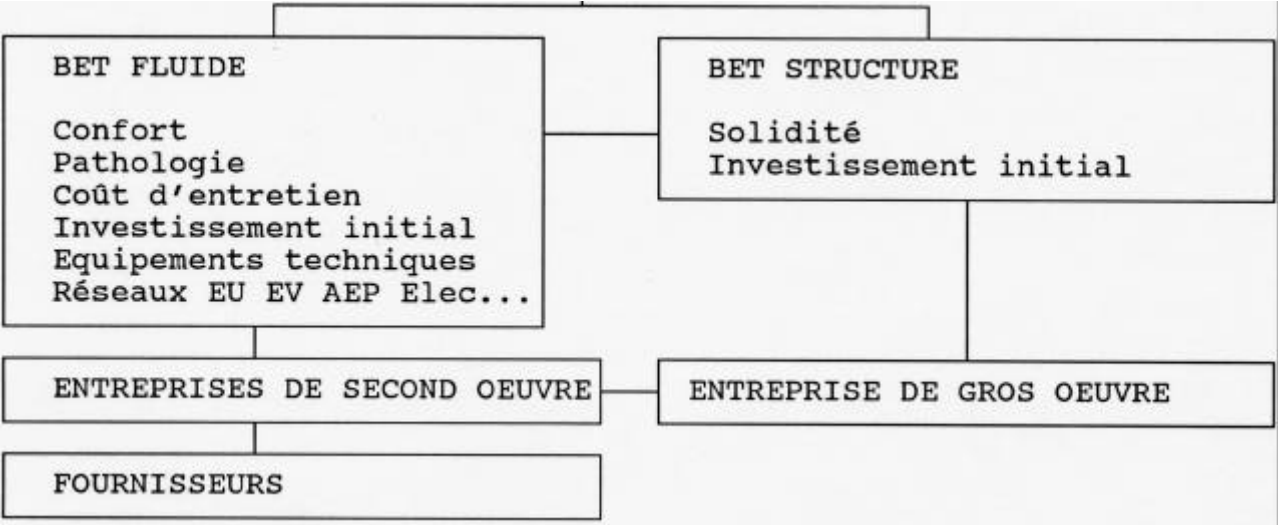 BET FLUIDE
Confort
Pathologie
Coût d'entretien
Investissement initial
Equipements techniques
Réseaux EU EV AEP Elec...
BET STRUCTURE
Solidité
Investissement initial
ENTREPRISES DE SECOND OEUVRE
ENTREPRISE DE GROS OEUVRE
FOURNISSEURS